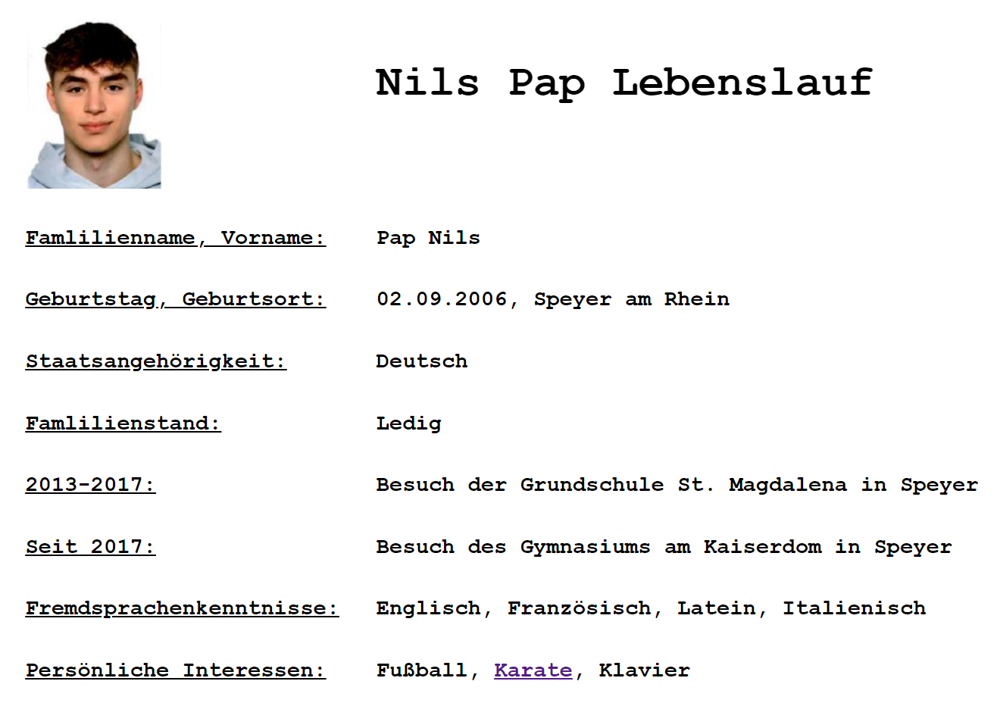 Nils Pap Lebenslauf
Famlilienname, Vorname: Pap Nils
Geburtstag, Geburtsort: 02.09.2006, Speyer am Rhein
Staatsangehörigkeit: Deutsch
Famlilienstand: Ledig
2013-2017: Besuch der Grundschule St. Magdalena in Speyer
Seit 2017: Besuch des Gymnasiums am Kaiserdom in Speyer
Fremdsprachenkenntnisse: Englisch, Französisch, Latein, Italienisch
Persönliche Interessen: Fußball, Karate, Klavier